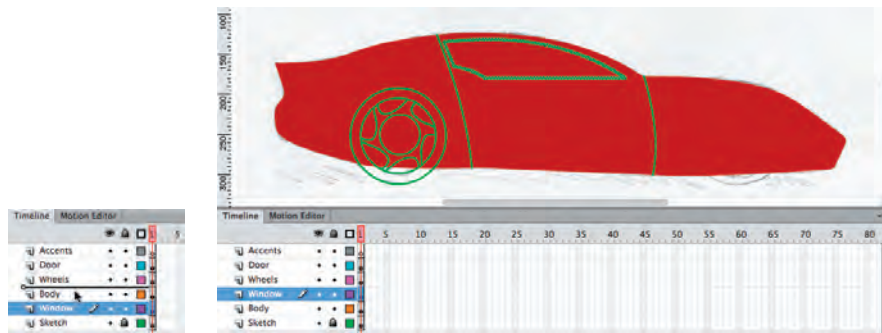 100
150
200
250
300
Timeline Motion Editor
5
Accents
Door
Wheels
Body
Window
Sketch
Timeline Motion Editor
5 10 15 20 25 30 35 40 45 50 55 60 65 70 75 80
Accents
Door
Wheels
Window
Body
Sketch